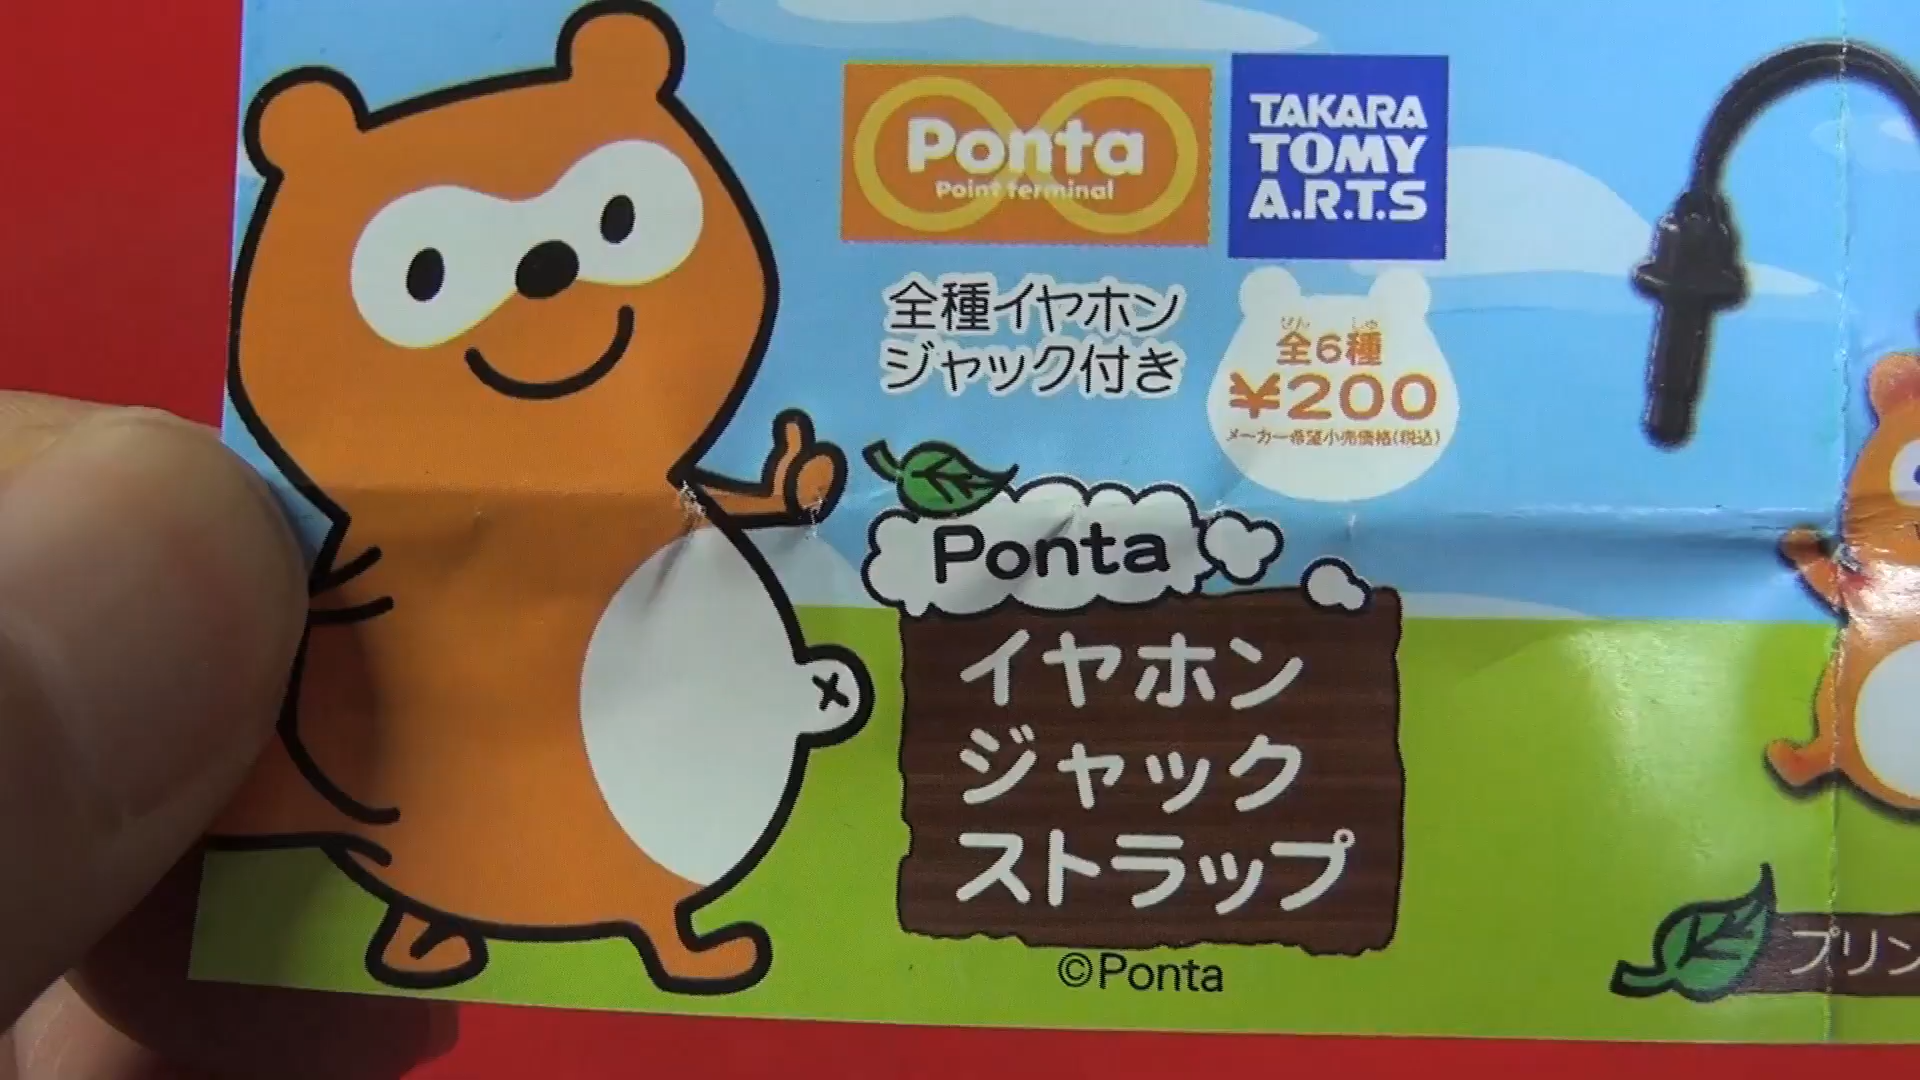 Ponta
Point terminal
TAKARA
TOMY
A.R.T.S
全種イヤホン
ジャック付き
ぜん しゅ
全6種
¥200
メーカー希望小売価格(税込)
Ponta
イヤホン
ジャック
ストラップ
©Ponta
プリン